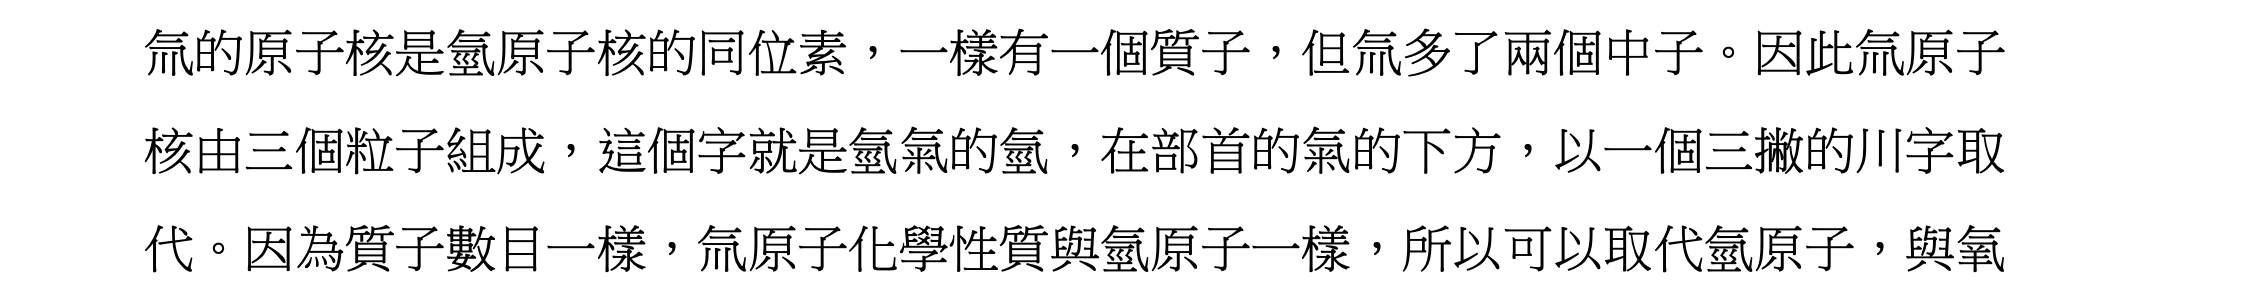 氚的原子核是氫原子核的同位素，一樣有一個質子，但氚多了兩個中子。因此氚原子
核由三個粒子組成，這個字就是氫氣的氫，在部首的氣的下方，以一個三撇的川字取
代。因為質子數目一樣，氚原子化學性質與氫原子一樣，所以可以取代氫原子，與氧